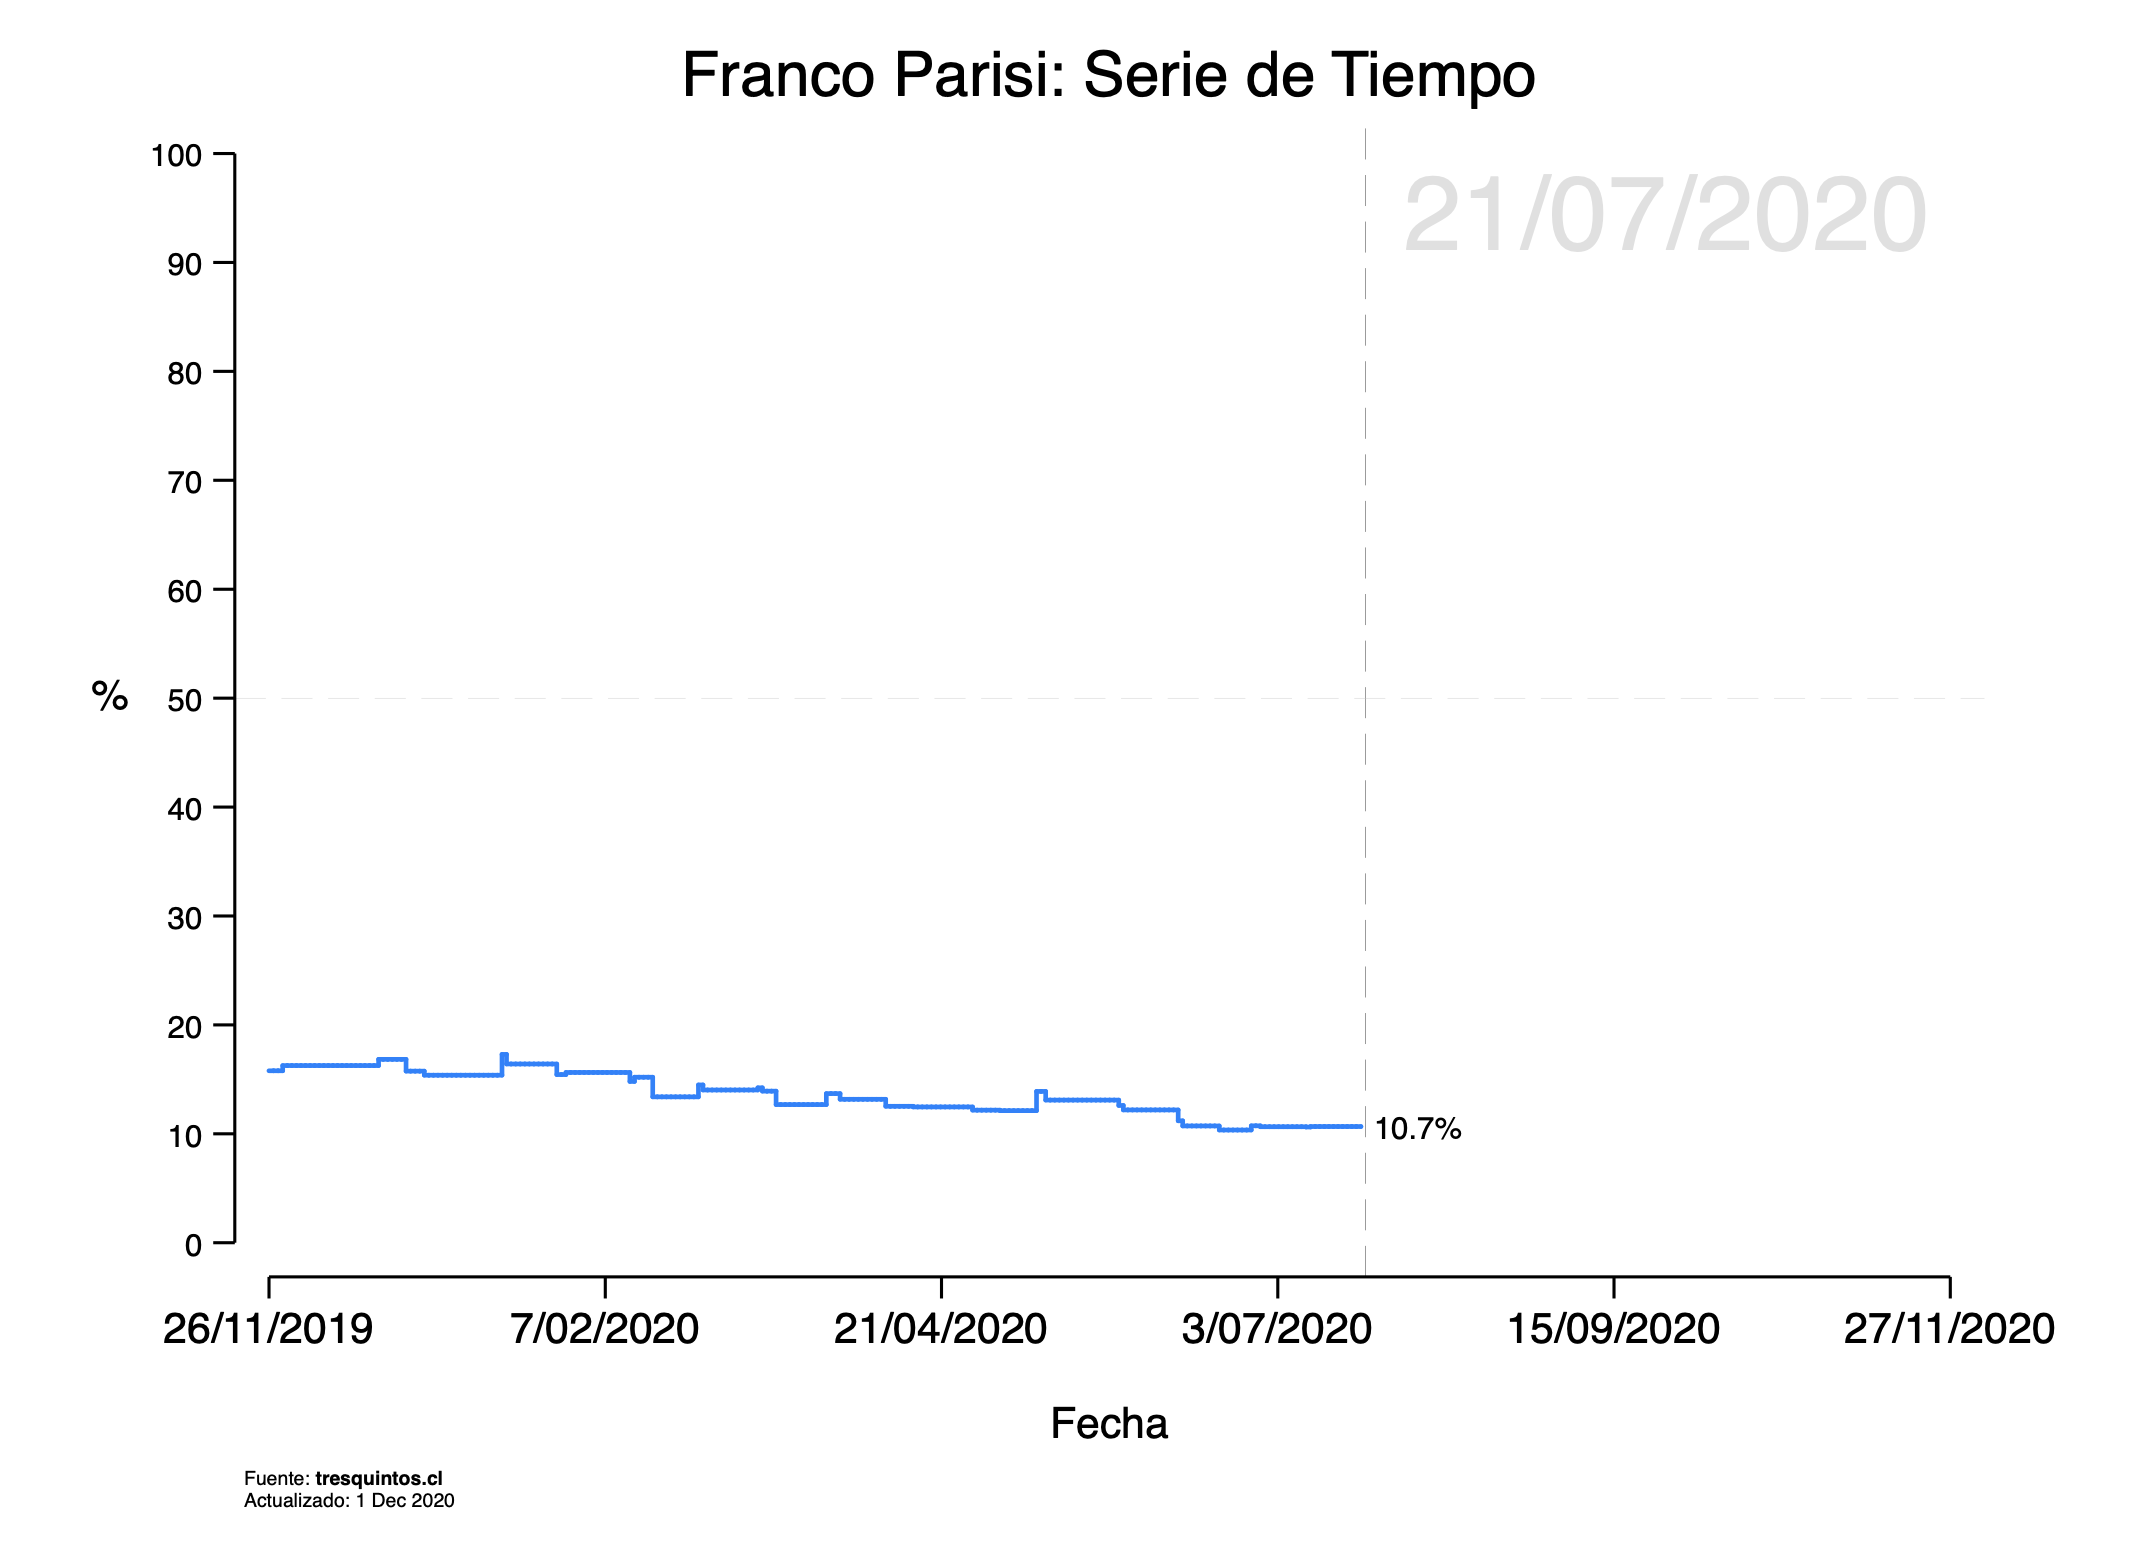 Franco Parisi: Serie de Tiempo
21/07/2020
100
90
80
70
60
50
40
30
20
10
0
%
10.7%
26/11/2019 7/02/2020 21/04/2020 3/07/2020 15/09/2020 27/11/2020
Fecha
Fuente: tresquintos.cl
Actualizado: 1 Dec 2020